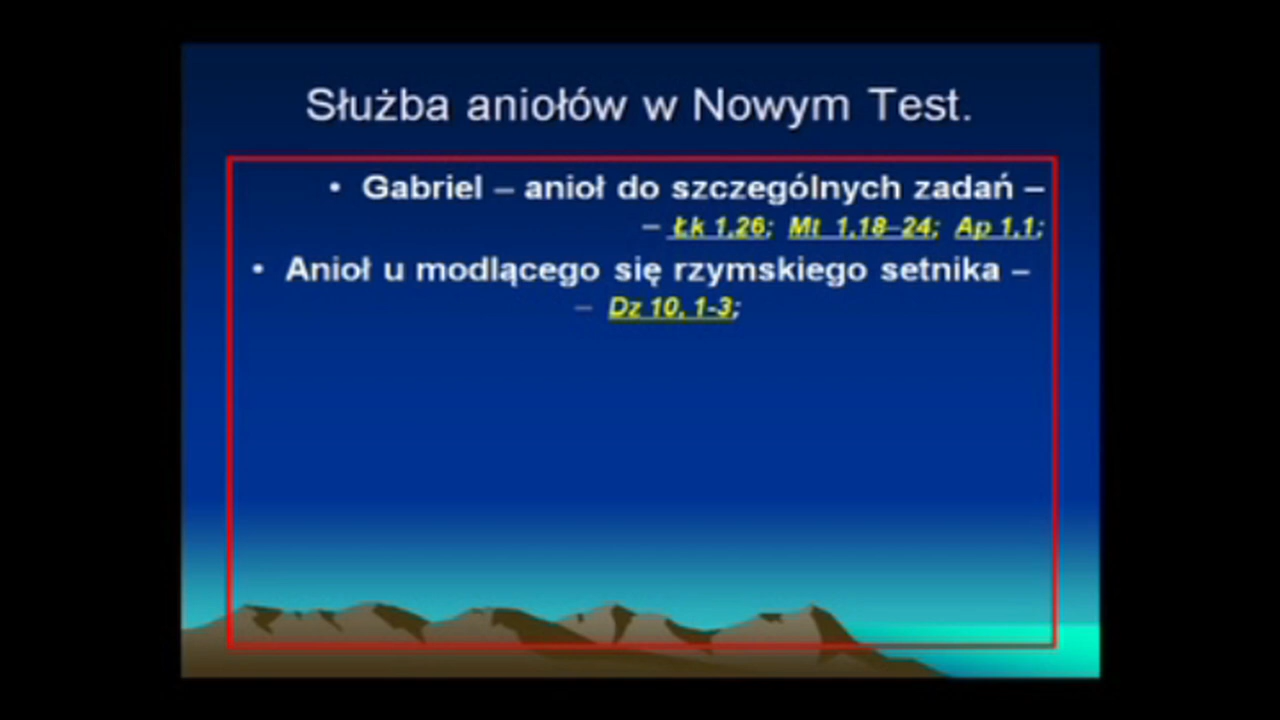 Służba aniołów w Nowym Test.
• Gabriel – anioł do szczególnych zadań –
– Łk 1,26; Mt 1,18–24; Ap 1,1;
• Anioł u modlącego się rzymskiego setnika –
– Dz 10, 1-3;